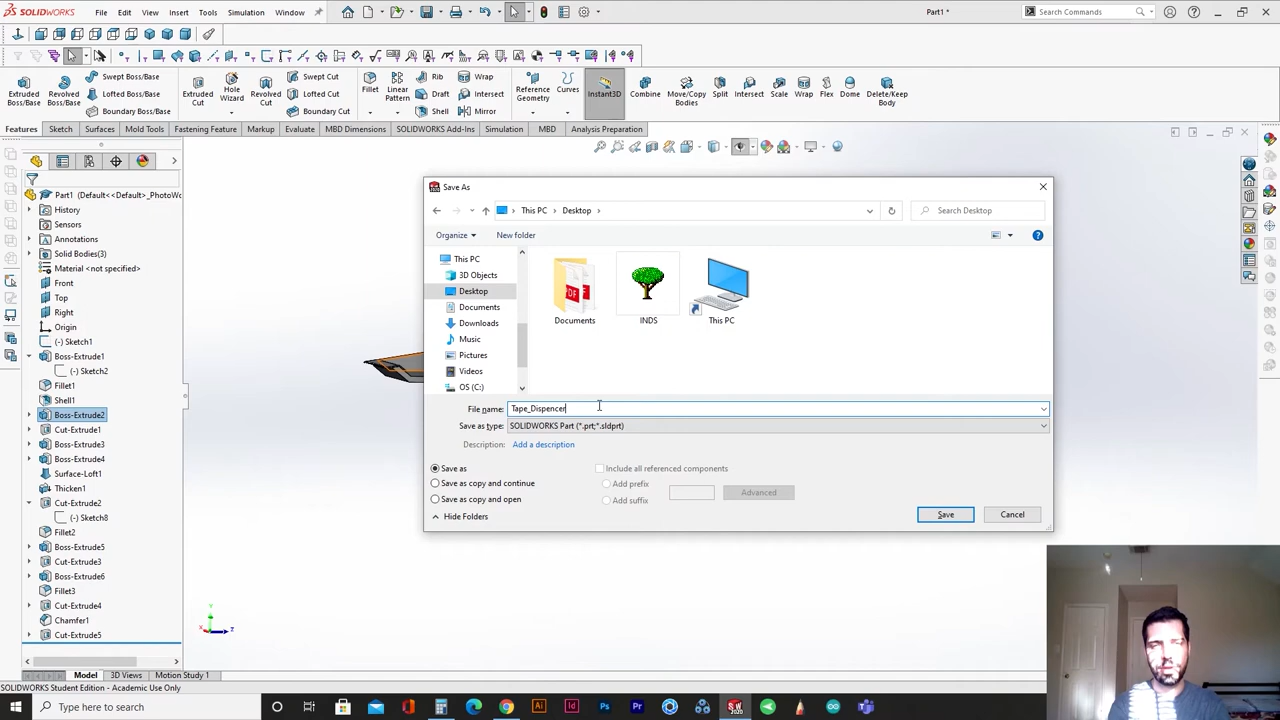 SOLIDWORKS File Edit View Insert Tools Simulation Window Part1 * Search Commands
Extruded Boss/Base Revolved Boss/Base Swept Boss/Base Lofted Boss/Base Boundary Boss/Base Extruded Cut Hole Wizard Revolved Cut Swept Cut Lofted Cut Boundary Cut Fillet Linear Pattern Rib Draft Shell Wrap Intersect Mirror Reference Geometry Curves Instant3D Combine Move/Copy Bodies Split Intersect Scale Wrap Flex Dome Delete/Keep Body
Features Sketch Surfaces Mold Tools Fastening Feature Markup Evaluate MBD Dimensions SOLIDWORKS Add-Ins Simulation MBD Analysis Preparation
Part1 (Default<<Default>_PhotoWo
History
Sensors
Annotations
Solid Bodies(3)
Material <not specified>
Front
Top
Right
Origin
(-) Sketch1
Boss-Extrude1
(-) Sketch2
Fillet1
Shell1
Boss-Extrude2
Cut-Extrude1
Boss-Extrude3
Boss-Extrude4
Surface-Loft1
Thicken1
Cut-Extrude2
(-) Sketch8
Fillet2
Boss-Extrude5
Cut-Extrude3
Boss-Extrude6
Fillet3
Cut-Extrude4
Chamfer1
Cut-Extrude5
Save As
This PC > Desktop > Search Desktop
Organize New folder
This PC
3D Objects
Desktop
Documents
Downloads
Music
Pictures
Videos
OS (C:)
Documents INDS This PC
File name: Tape_Dispencer
Save as type: SOLIDWORKS Part (*.prt;*.sldprt)
Description: Add a description
Save as
Save as copy and continue
Save as copy and open
Include all referenced components
Add prefix
Add suffix
Advanced
Hide Folders
Save Cancel
Y
X Z
Model 3D Views Motion Study 1
SOLIDWORKS Student Edition - Academic Use Only
Type here to search
Ai Id Ps Pr SW 2020